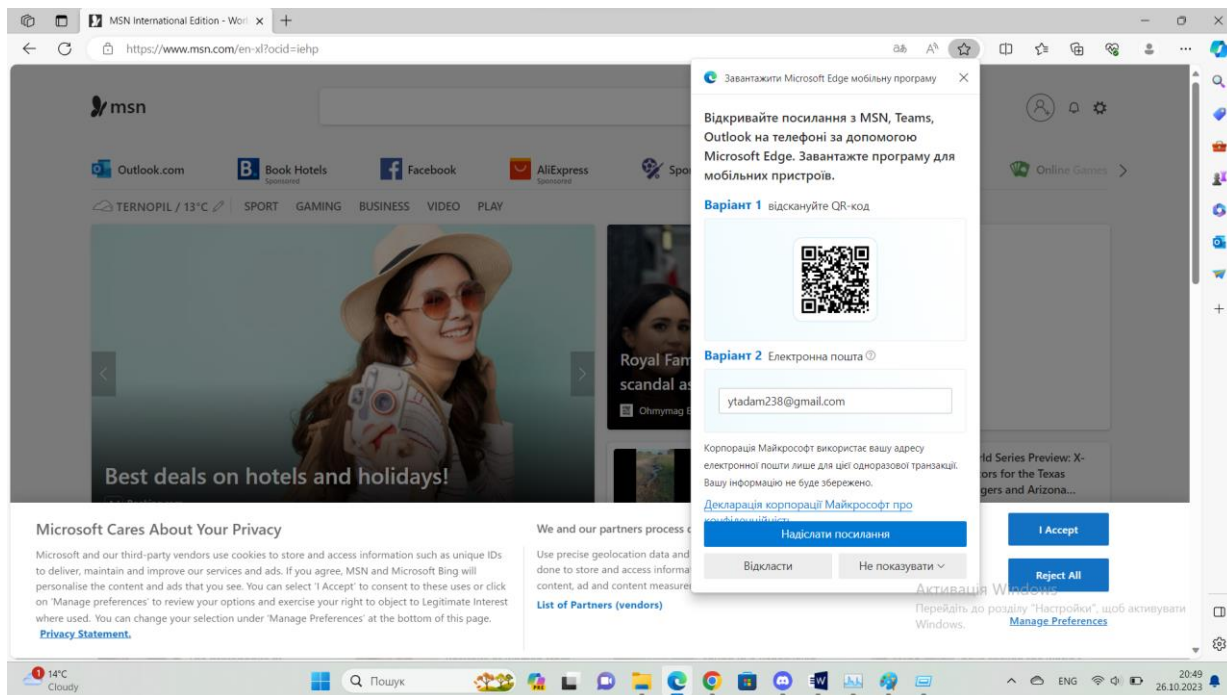 MSN International Edition - Worl
https://www.msn.com/en-xl?ocid=iehp
msn
Outlook.com
Book Hotels
Sponsored
Facebook
AliExpress
Sponsored
Spo
Online Games
TERNOPIL / 13°C
SPORT GAMING BUSINESS VIDEO PLAY
Завантажити Microsoft Edge мобільну програму
Відкривайте посилання з MSN, Teams,
Outlook на телефоні за допомогою
Microsoft Edge. Завантажте програму для
мобільних пристроїв.
Варіант 1 відскануйте QR-код
Варіант 2 Електронна пошта
ytadam238@gmail.com
Корпорація Майкрософт використає вашу адресу
електронної пошти лише для цієї одноразової транзакції.
Вашу інформацію не буде збережено.
Декларація корпорації Майкрософт про
конфіденційність
Надіслати посилання
Відкласти
Не показувати
Royal Fam
scandal as
Ohmymag
Best deals on hotels and holidays!
rld Series Preview: X-
tors for the Texas
gers and Arizona...
Microsoft Cares About Your Privacy
Microsoft and our third-party vendors use cookies to store and access information such as unique IDs
to deliver, maintain and improve our services and ads. If you agree, MSN and Microsoft Bing will
personalise the content and ads that you see. You can select 'I Accept' to consent to these uses or click
on 'Manage preferences' to review your options and exercise your right to object to Legitimate Interest
where used. You can change your selection under 'Manage Preferences' at the bottom of this page.
Privacy Statement.
We and our partners process d
Use precise geolocation data and
done to store and access informa
content, ad and content measure
List of Partners (vendors)
I Accept
Reject All
Manage Preferences
Активація Windows
Перейдіть до розділу "Настройки", щоб активувати
Windows.
1
14°C
Cloudy
Пошук
ENG
20:49
26.10.2023